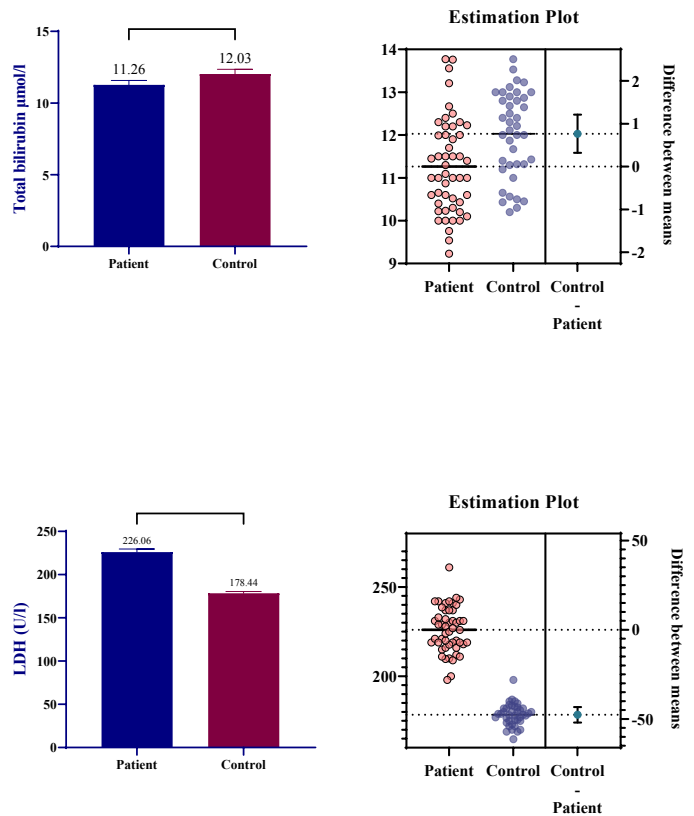 Total bilirubin µmol/l
15
10
5
0
11.26
12.03
Patient
Control
Estimation Plot
14
13
12
11
10
9
2
1
0
-1
-2
Difference between means
Patient
Control
Control
-
Patient
LDH (U/l)
250
200
150
100
50
0
226.06
178.44
Patient
Control
Estimation Plot
250
200
50
0
-50
Difference between means
Patient
Control
Control
-
Patient